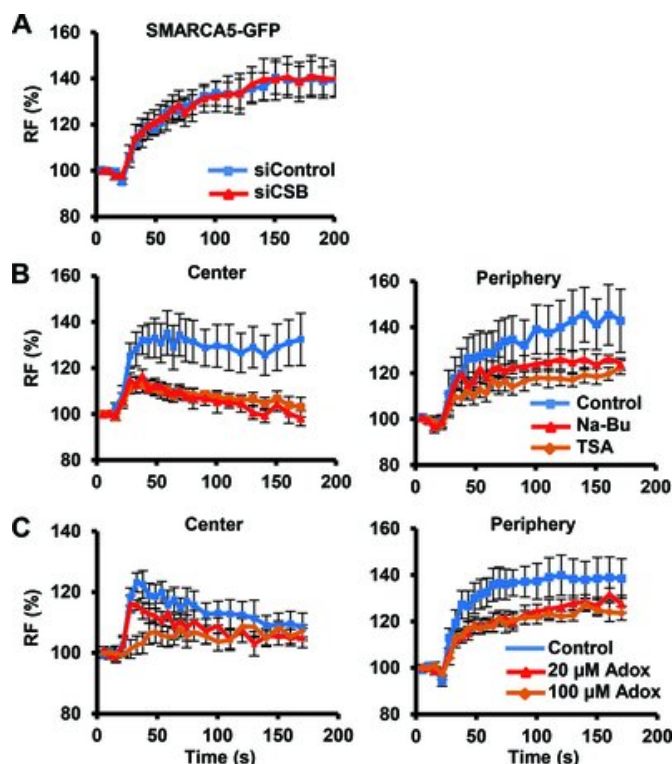 A
SMARCA5-GFP
160
140
120
100
80
RF (%)
siControl
siCSB
0 50 100 150 200
B
Center
160
140
120
100
80
RF (%)
0 50 100 150 200
Periphery
160
140
120
100
80
Control
Na-Bu
TSA
0 50 100 150 200
C
Center
140
120
100
80
RF (%)
0 50 100 150 200
Time (s)
Periphery
160
140
120
100
80
Control
20 µM Adox
100 µM Adox
0 50 100 150 200
Time (s)